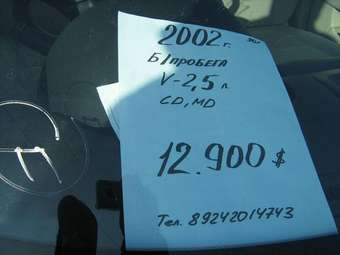 2002 г.
Б/ПРОБЕГА
V-2,5 л
CD, MD
12.900 $
Тел. 89242014743